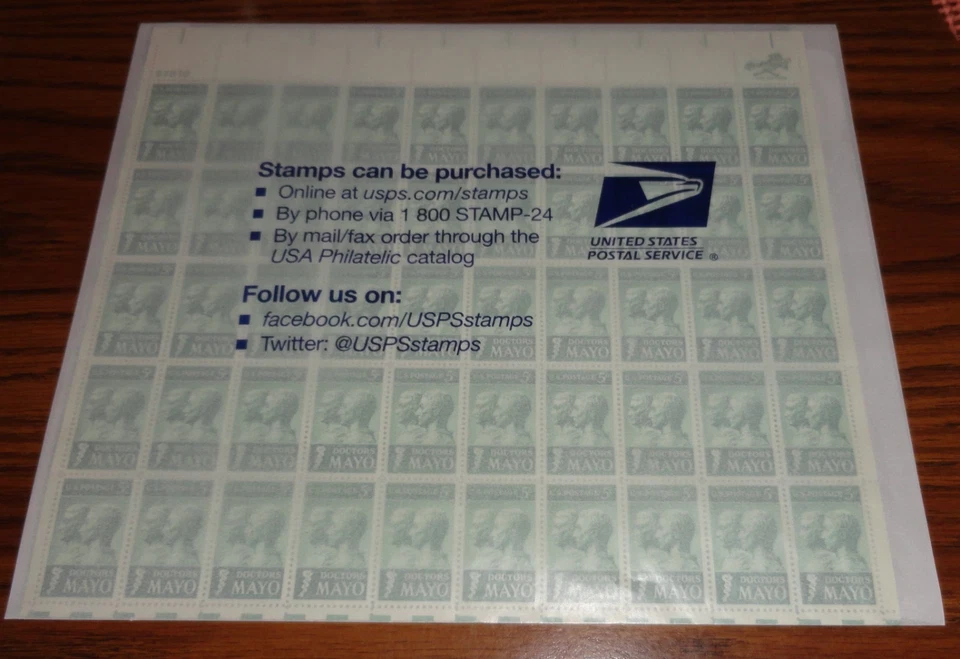 Stamps can be purchased:
■ Online at usps.com/stamps
■ By phone via 1 800 STAMP-24
■ By mail/fax order through the
USA Philatelic catalog
UNITED STATES
POSTAL SERVICE ®
Follow us on:
■ facebook.com/USPSstamps
■ Twitter: @USPSstamps
U.S. POSTAGE 5¢
DOCTORS
MAYO